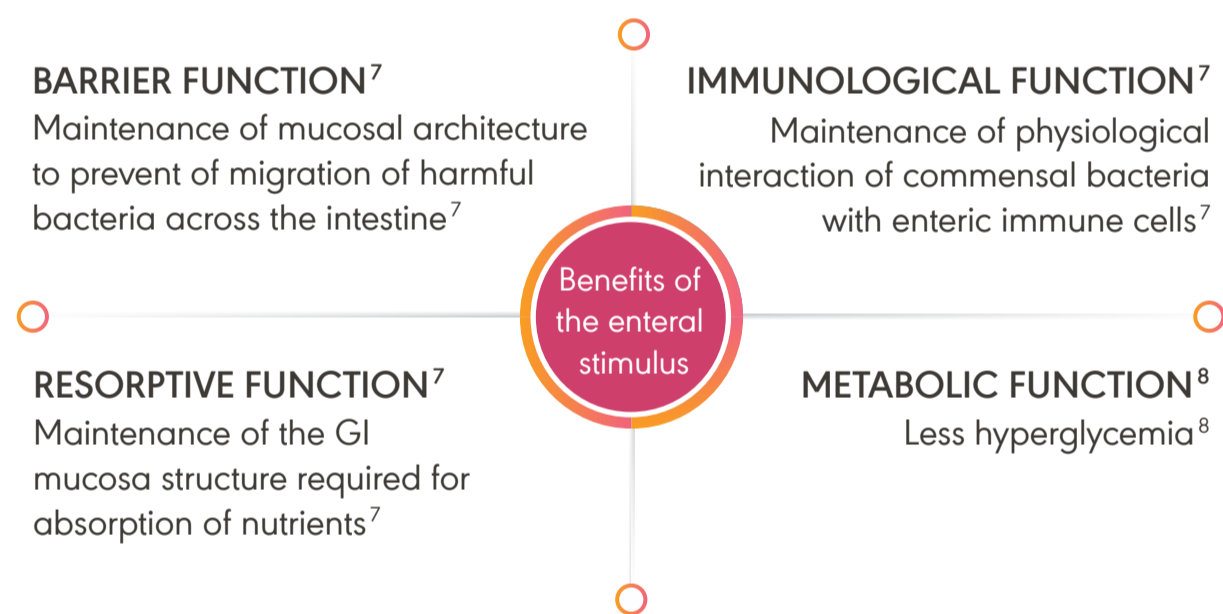 BARRIER FUNCTION⁷
Maintenance of mucosal architecture
to prevent of migration of harmful
bacteria across the intestine⁷
IMMUNOLOGICAL FUNCTION⁷
Maintenance of physiological
interaction of commensal bacteria
with enteric immune cells⁷
Benefits of
the enteral
stimulus
RESORPTIVE FUNCTION⁷
Maintenance of the GI
mucosa structure required for
absorption of nutrients⁷
METABOLIC FUNCTION⁸
Less hyperglycemia⁸